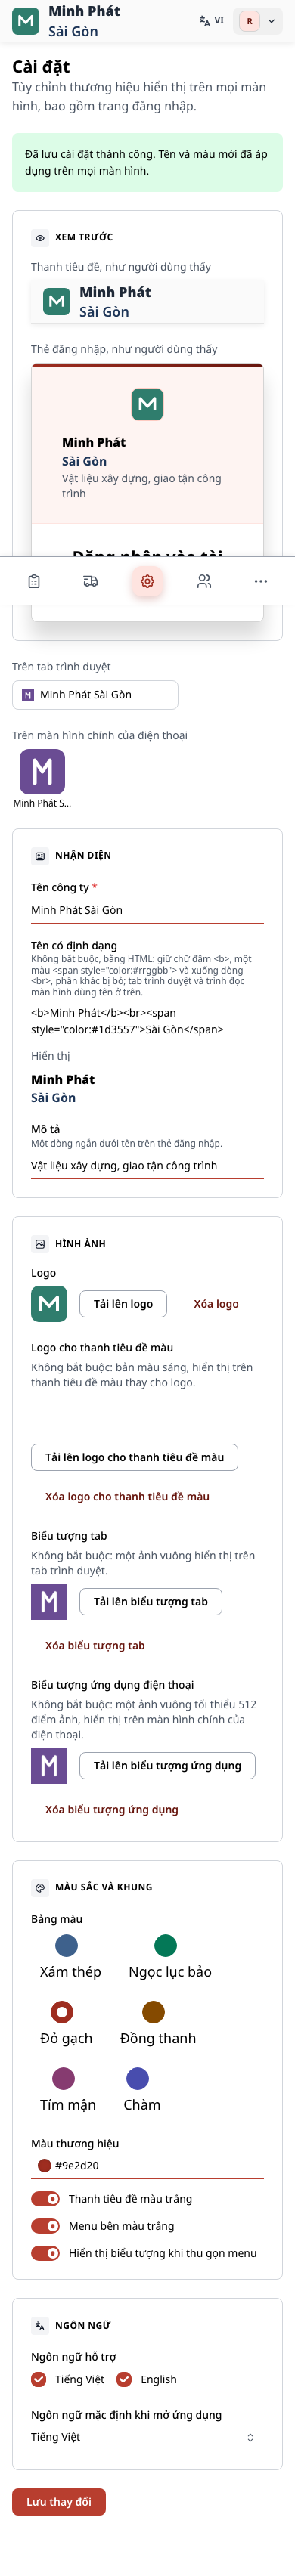 Minh Phát
Sài Gòn
VI
R
Cài đặt
Tùy chỉnh thương hiệu hiển thị trên mọi màn
hình, bao gồm trang đăng nhập.
Đã lưu cài đặt thành công. Tên và màu mới đã áp
dụng trên mọi màn hình.
XEM TRƯỚC
Thanh tiêu đề, như người dùng thấy
Minh Phát
Sài Gòn
Thẻ đăng nhập, như người dùng thấy
Minh Phát
Sài Gòn
Vật liệu xây dựng, giao tận công
trình
Đăng nhập vào tài
Trên tab trình duyệt
Minh Phát Sài Gòn
Trên màn hình chính của điện thoại
Minh Phát S...
NHẬN DIỆN
Tên công ty *
Minh Phát Sài Gòn
Tên có định dạng
Không bắt buộc, bằng HTML: giữ chữ đậm <b>, một
màu <span style="color:#rrggbb"> và xuống dòng
<br>, phần khác bị bỏ; tab trình duyệt và trình đọc
màn hình dùng tên ở trên.
<b>Minh Phát</b><br><span
style="color:#1d3557">Sài Gòn</span>
Hiển thị
Minh Phát
Sài Gòn
Mô tả
Một dòng ngắn dưới tên trên thẻ đăng nhập.
Vật liệu xây dựng, giao tận công trình
HÌNH ẢNH
Logo
Tải lên logo
Xóa logo
Logo cho thanh tiêu đề màu
Không bắt buộc: bản màu sáng, hiển thị trên
thanh tiêu đề màu thay cho logo.
Tải lên logo cho thanh tiêu đề màu
Xóa logo cho thanh tiêu đề màu
Biểu tượng tab
Không bắt buộc: một ảnh vuông hiển thị trên
tab trình duyệt.
Tải lên biểu tượng tab
Xóa biểu tượng tab
Biểu tượng ứng dụng điện thoại
Không bắt buộc: một ảnh vuông tối thiểu 512
điểm ảnh, hiển thị trên màn hình chính của
điện thoại.
Tải lên biểu tượng ứng dụng
Xóa biểu tượng ứng dụng
MÀU SẮC VÀ KHUNG
Bảng màu
Xám thép
Ngọc lục bảo
Đỏ gạch
Đồng thanh
Tím mận
Chàm
Màu thương hiệu
#9e2d20
Thanh tiêu đề màu trắng
Menu bên màu trắng
Hiển thị biểu tượng khi thu gọn menu
NGÔN NGỮ
Ngôn ngữ hỗ trợ
Tiếng Việt
English
Ngôn ngữ mặc định khi mở ứng dụng
Tiếng Việt
Lưu thay đổi